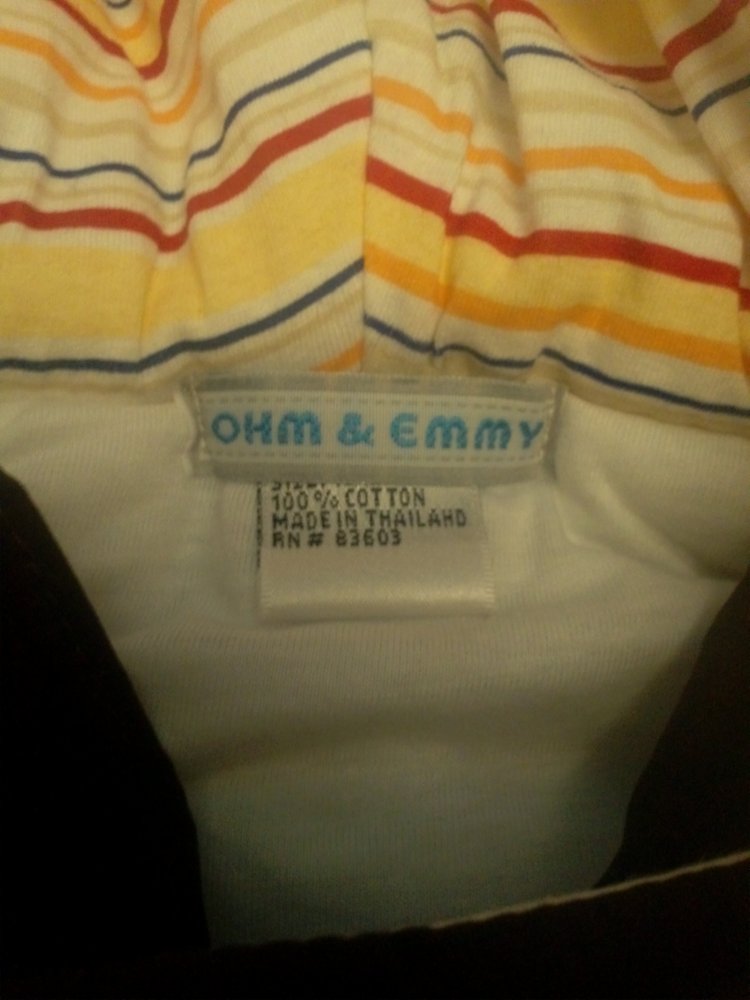 OHM & EMMY
100% COTTON
MADE IN THAILAND
RN # 83603